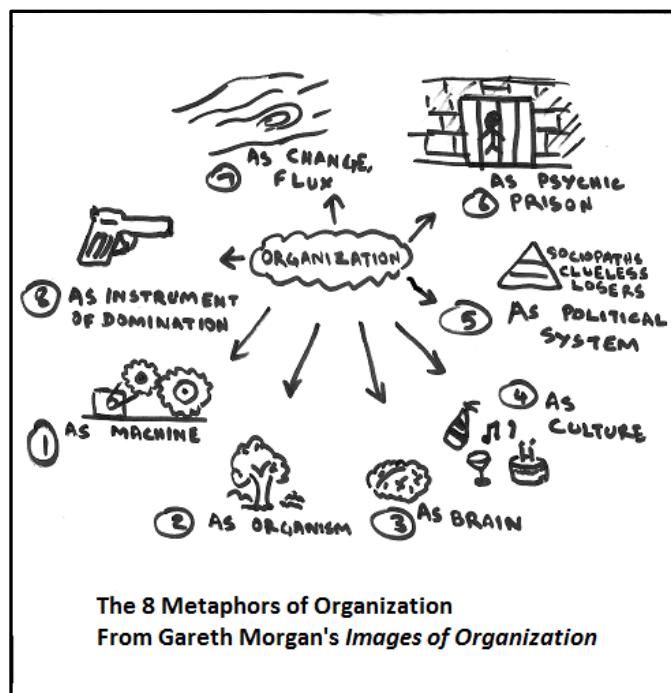 ORGANIZATION
1 AS MACHINE
2 AS ORGANISM
3 AS BRAIN
4 AS
CULTURE
SOCIOPATHS
CLUELESS
LOSERS
5 AS POLITICAL
SYSTEM
AS PSYCHIC
6 PRISON
7 AS CHANGE,
FLUX
8 AS INSTRUMENT
OF DOMINATION
The 8 Metaphors of Organization
From Gareth Morgan's Images of Organization